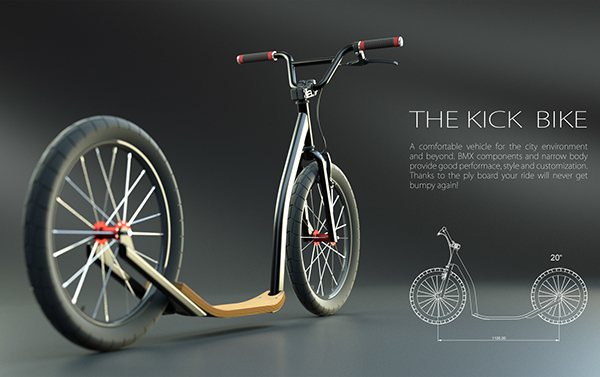 THE KICK BIKE
A comfortable vehicle for the city environment
and beyond. BMX components and narrow body
provide good performace, style and customization.
Thanks to the ply board your ride will never get
bumpy again!
20"